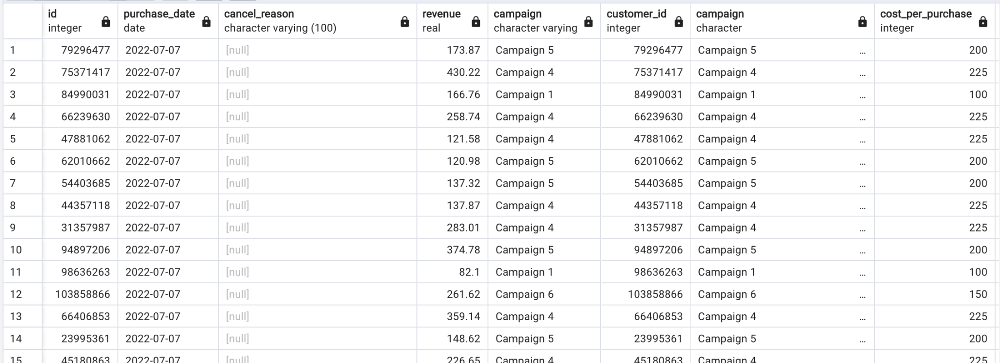 id purchase_date cancel_reason revenue campaign customer_id campaign cost_per_purchase
integer date character varying (100) real character varying integer character integer
1 79296477 2022-07-07 [null] 173.87 Campaign 5 79296477 Campaign 5 ... 200
2 75371417 2022-07-07 [null] 430.22 Campaign 4 75371417 Campaign 4 ... 225
3 84990031 2022-07-07 [null] 166.76 Campaign 1 84990031 Campaign 1 ... 100
4 66239630 2022-07-07 [null] 258.74 Campaign 4 66239630 Campaign 4 ... 225
5 47881062 2022-07-07 [null] 121.58 Campaign 4 47881062 Campaign 4 ... 225
6 62010662 2022-07-07 [null] 120.98 Campaign 5 62010662 Campaign 5 ... 200
7 54403685 2022-07-07 [null] 137.32 Campaign 5 54403685 Campaign 5 ... 200
8 44357118 2022-07-07 [null] 137.87 Campaign 4 44357118 Campaign 4 ... 225
9 31357987 2022-07-07 [null] 283.01 Campaign 4 31357987 Campaign 4 ... 225
10 94897206 2022-07-07 [null] 374.78 Campaign 5 94897206 Campaign 5 ... 200
11 98636263 2022-07-07 [null] 82.1 Campaign 1 98636263 Campaign 1 ... 100
12 103858866 2022-07-07 [null] 261.62 Campaign 6 103858866 Campaign 6 ... 150
13 66406853 2022-07-07 [null] 359.14 Campaign 4 66406853 Campaign 4 ... 225
14 23995361 2022-07-07 [null] 148.62 Campaign 5 23995361 Campaign 5 ... 200
15 45180863 2022-07-07 [null] 226.65 Campaign 4 45180863 Campaign 4 225